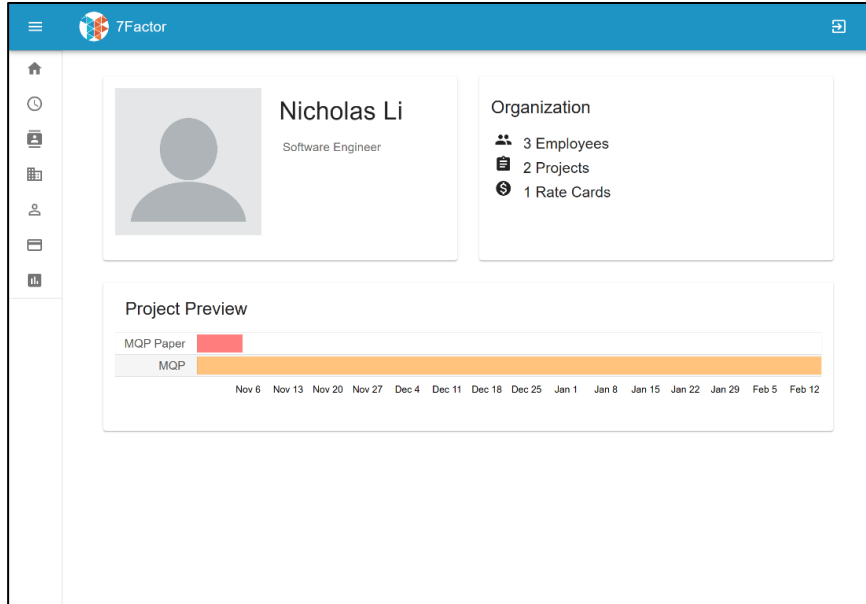 7Factor
Nicholas Li
Software Engineer
Organization
3 Employees
2 Projects
1 Rate Cards
Project Preview
MQP Paper
MQP
Nov 6 Nov 13 Nov 20 Nov 27 Dec 4 Dec 11 Dec 18 Dec 25 Jan 1 Jan 8 Jan 15 Jan 22 Jan 29 Feb 5 Feb 12